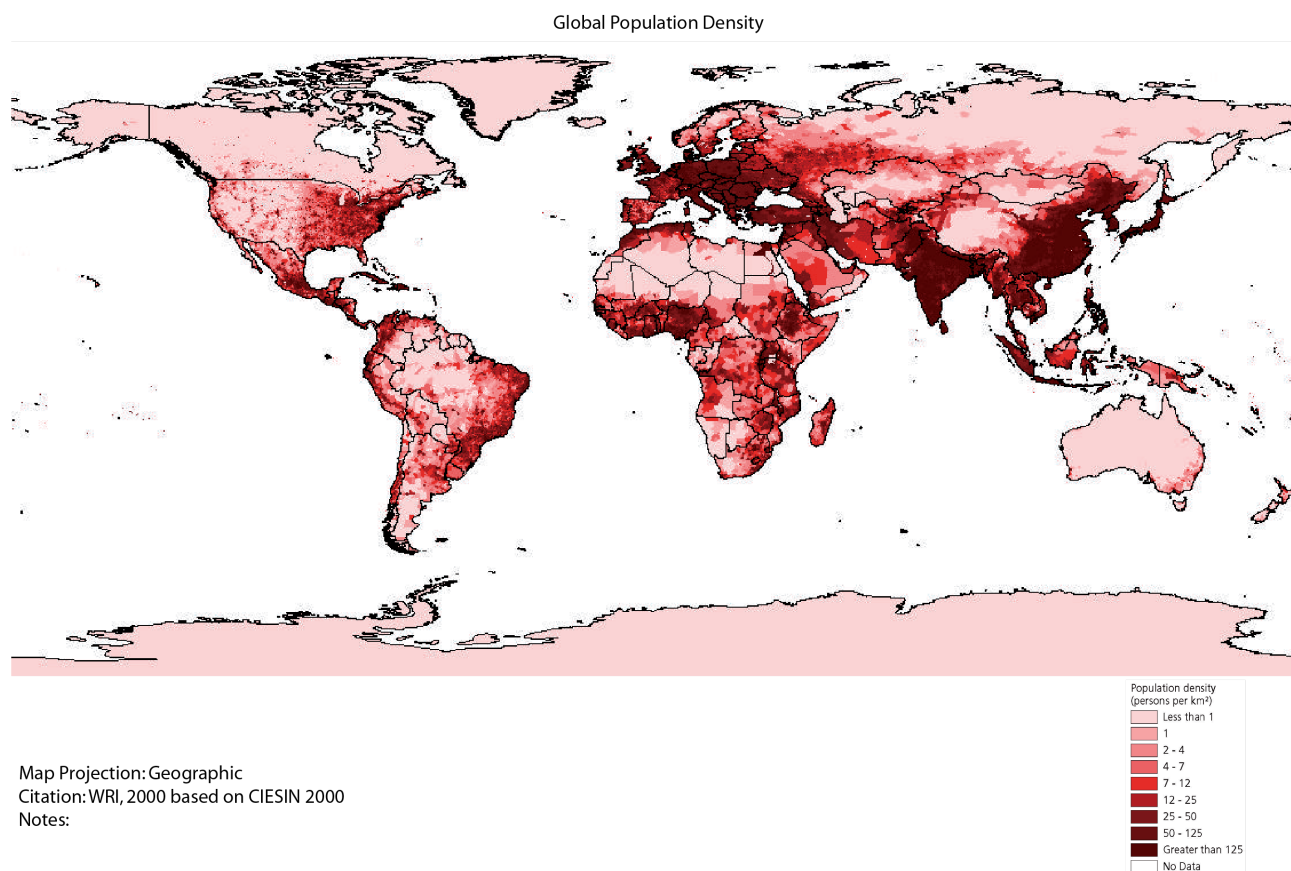 Global Population Density
Population density
(persons per km²)
Less than 1
1
2 - 4
4 - 7
7 - 12
12 - 25
25 - 50
50 - 125
Greater than 125
No Data
Map Projection: Geographic
Citation: WRI, 2000 based on CIESIN 2000
Notes: